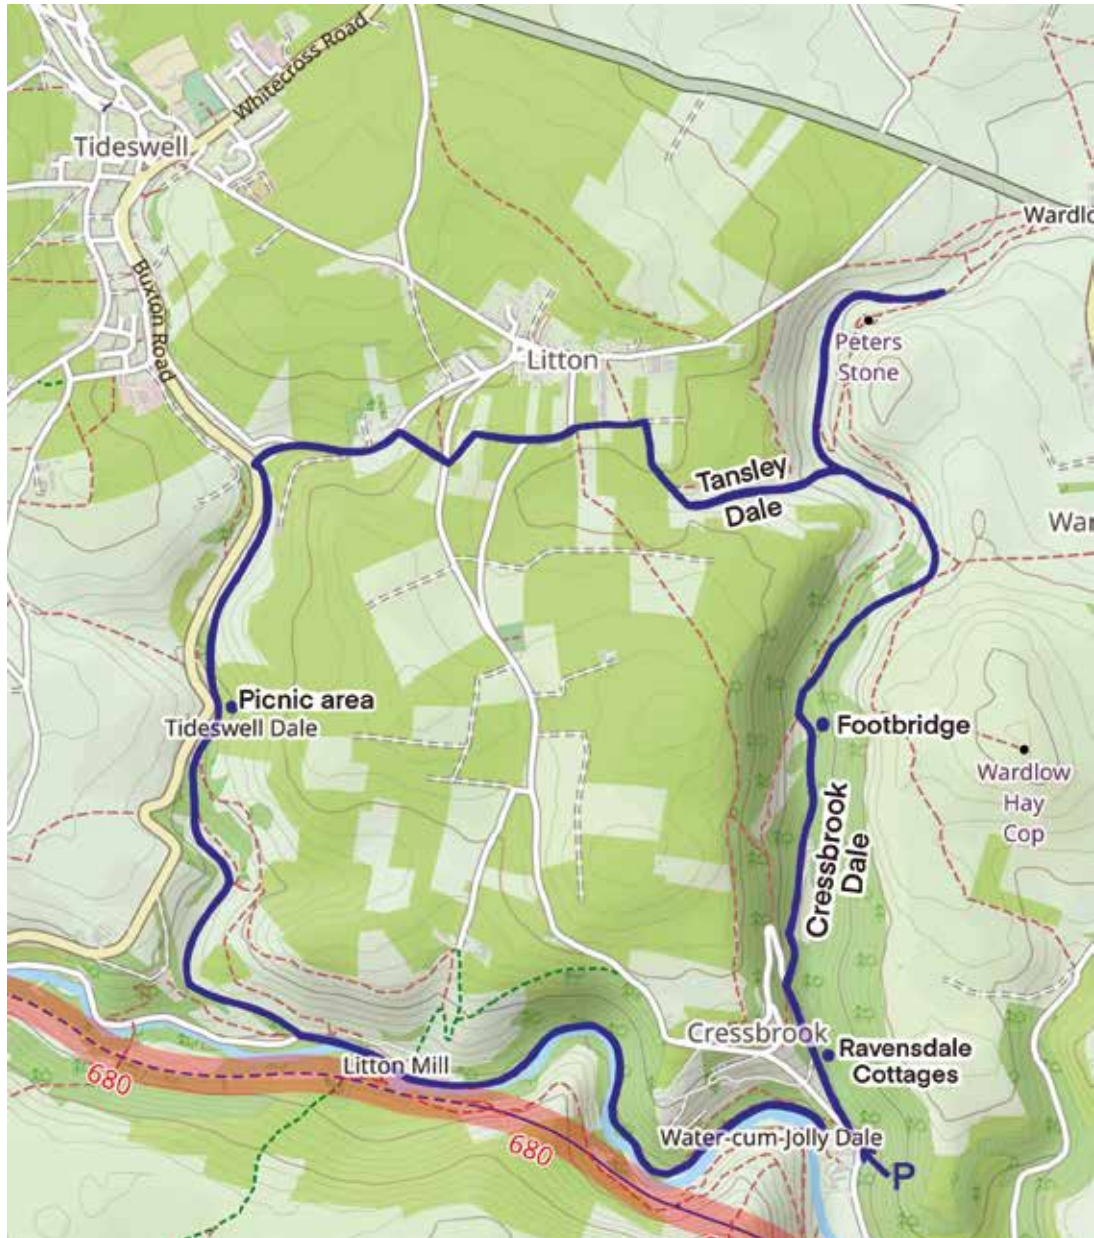 Whitecross Road
Tideswell
Wardlo
Buxton Road
Litton
Peters
Stone
Tansley
Dale
War
Picnic area
Tideswell Dale
Footbridge
Wardlow
Hay
Cop
Cressbrook
Dale
Cressbrook
Ravensdale
Cottages
Litton Mill
680
680
Water-cum-Jolly Dale
P